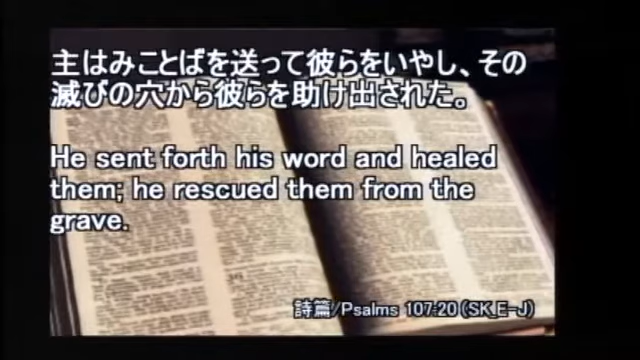 主はみことばを送って彼らをいやし、その
滅びの穴から彼らを助け出された。
He sent forth his word and healed
them; he rescued them from the
grave.
詩篇/Psalms 107:20 (SK_E-J)